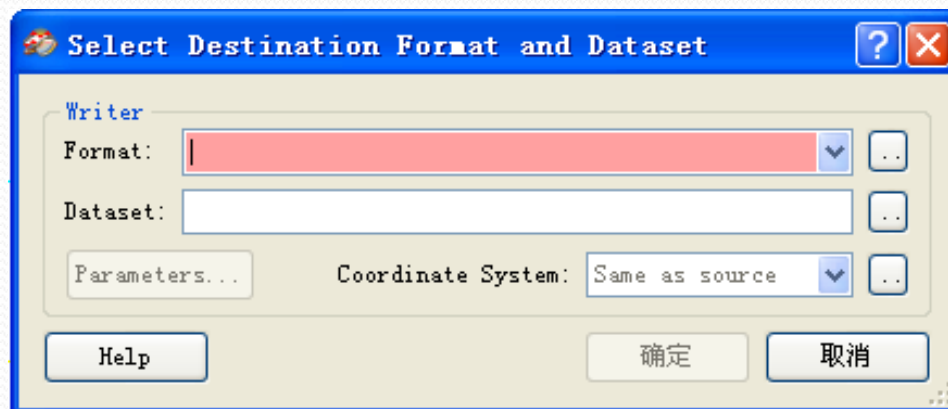 Select Destination Format and Dataset
Writer
Format:
..
Dataset:
..
Parameters... Coordinate System: Same as source ..
Help 确定 取消